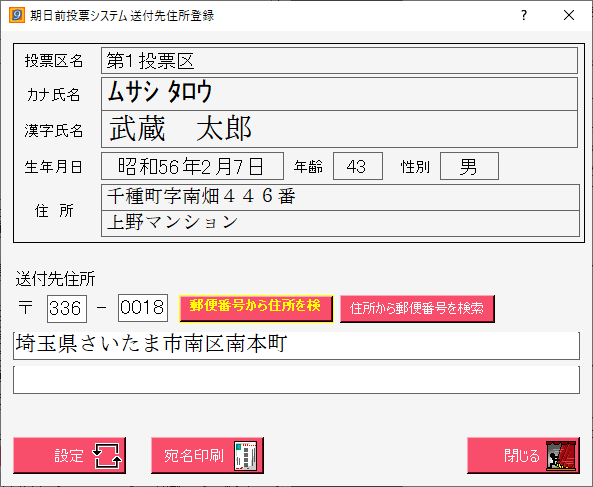 期日前投票システム 送付先住所登録
投票区名 第1投票区
カナ氏名 ムサシ タロウ
漢字氏名 武蔵　太郎
生年月日 昭和56年2月7日 年齢 43 性別 男
住 所 千種町字南畑４４６番
上野マンション
送付先住所
〒 336 - 0018 郵便番号から住所を検 住所から郵便番号を検索
埼玉県さいたま市南区南本町
設定 宛名印刷 閉じる